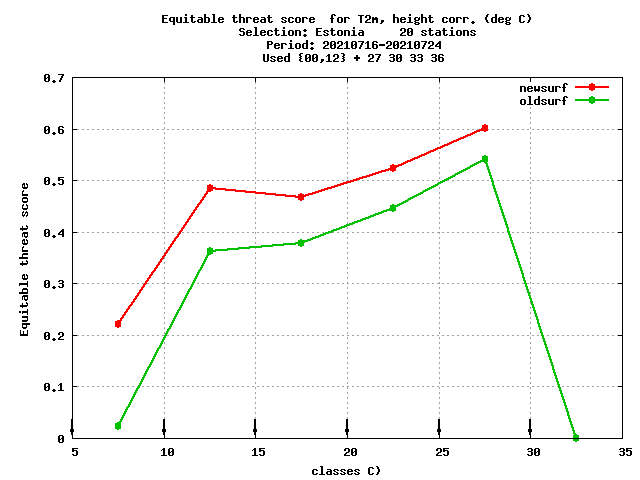 Equitable threat score  for T2m, height corr. (deg C)
Selection: Estonia     20 stations
Period: 20210716-20210724
Used {00,12} + 27 30 33 36
newsurf
oldsurf
0.7
0.6
0.5
0.4
0.3
0.2
0.1
0
Equitable threat score
5 10 15 20 25 30 35
classes C)